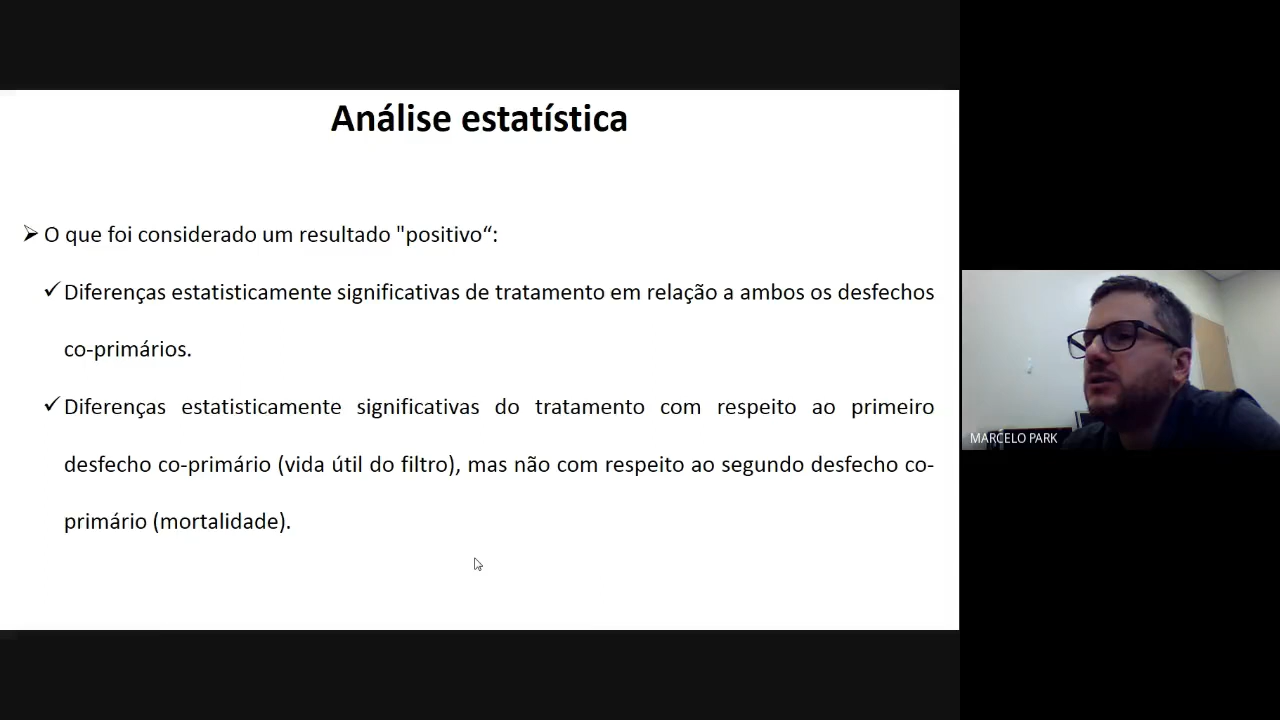 Análise estatística
➢ O que foi considerado um resultado "positivo“:
✓ Diferenças estatisticamente significativas de tratamento em relação a ambos os desfechos
co-primários.
✓ Diferenças estatisticamente significativas do tratamento com respeito ao primeiro
desfecho co-primário (vida útil do filtro), mas não com respeito ao segundo desfecho co-
primário (mortalidade).
MARCELO PARK